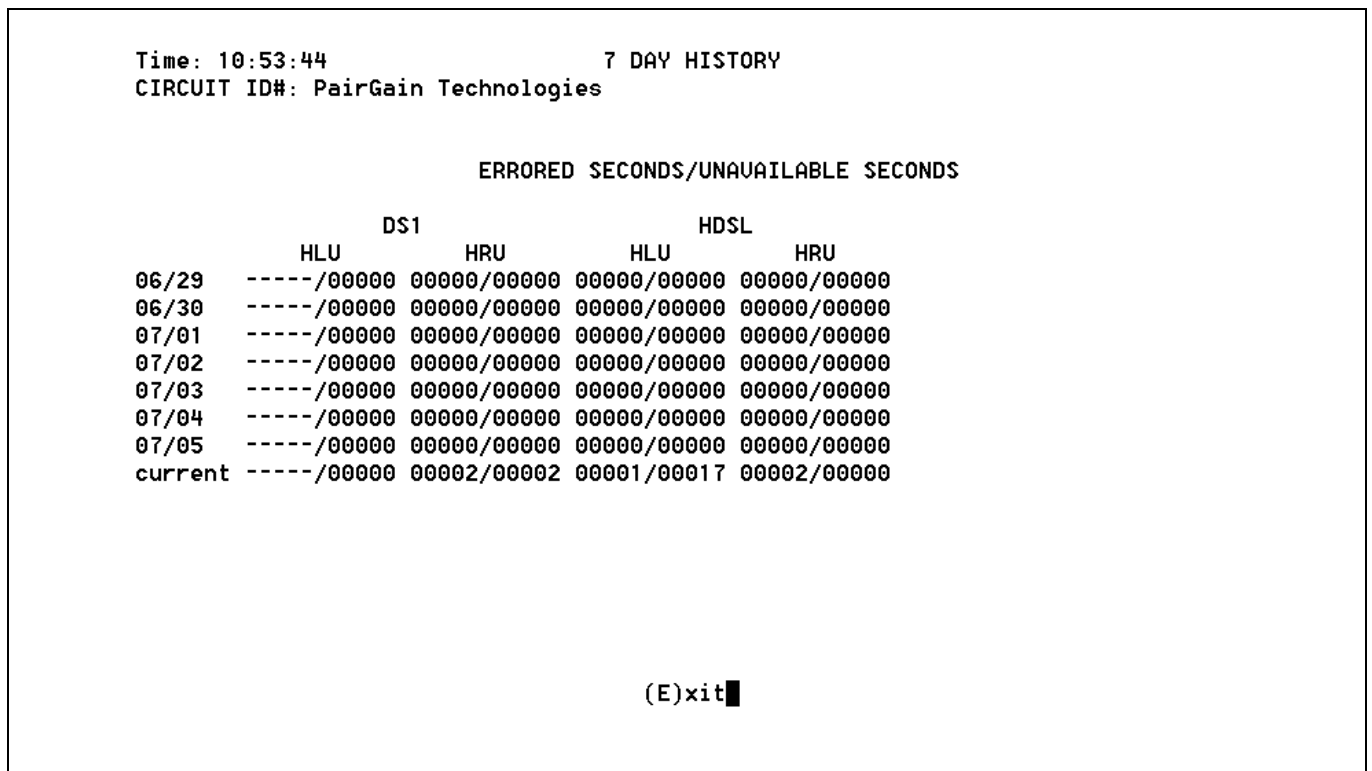 Time: 10:53:44 7 DAY HISTORY
CIRCUIT ID#: PairGain Technologies
ERRORED SECONDS/UNAVAILABLE SECONDS
DS1 HDSL
HLU HRU HLU HRU
06/29 -----/00000 00000/00000 00000/00000 00000/00000
06/30 -----/00000 00000/00000 00000/00000 00000/00000
07/01 -----/00000 00000/00000 00000/00000 00000/00000
07/02 -----/00000 00000/00000 00000/00000 00000/00000
07/03 -----/00000 00000/00000 00000/00000 00000/00000
07/04 -----/00000 00000/00000 00000/00000 00000/00000
07/05 -----/00000 00000/00000 00000/00000 00000/00000
current -----/00000 00002/00002 00001/00017 00002/00000
(E)xit